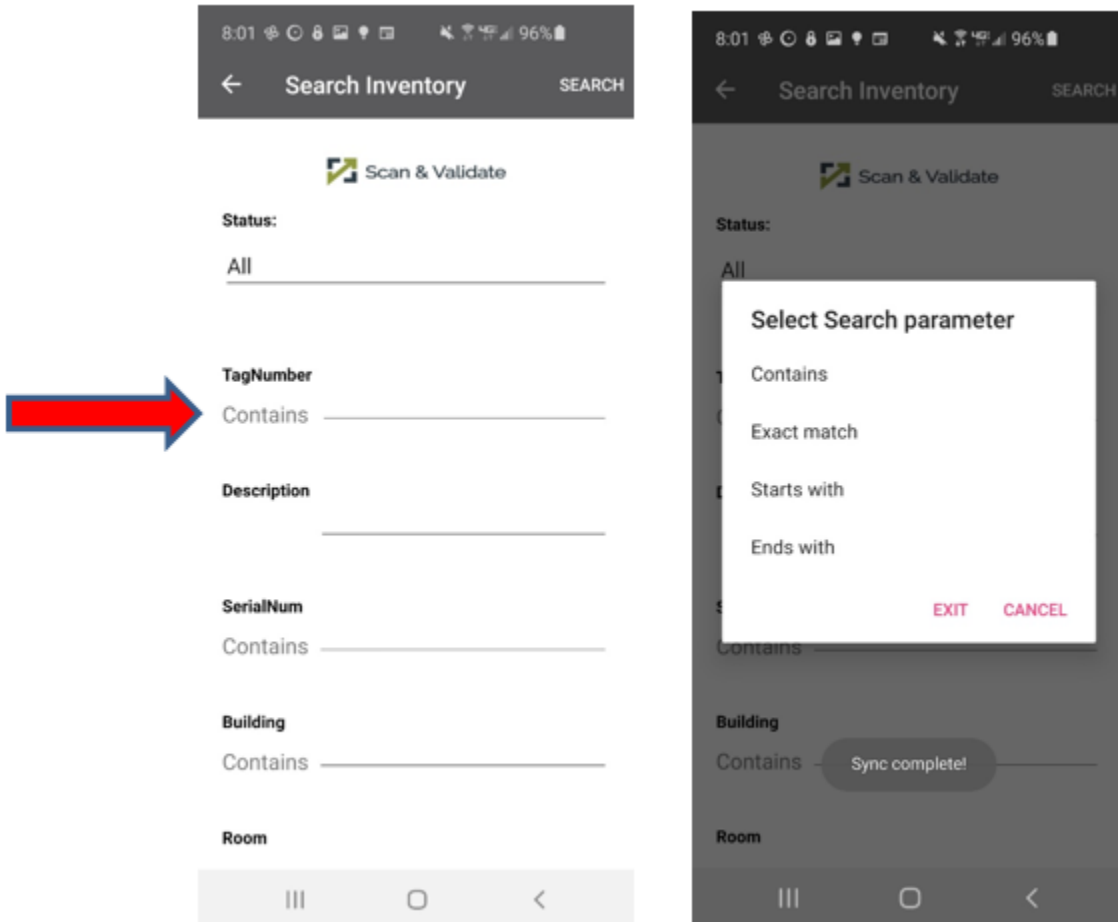 8:01 96%
Search Inventory SEARCH
Scan & Validate
Status:
All
TagNumber
Contains
Description
SerialNum
Contains
Building
Contains
Room
8:01 96%
Search Inventory SEARCH
Scan & Validate
Status:
All
Select Search parameter
Contains
Exact match
Starts with
Ends with
EXIT CANCEL
Contains
Building
Contains Sync complete!
Room